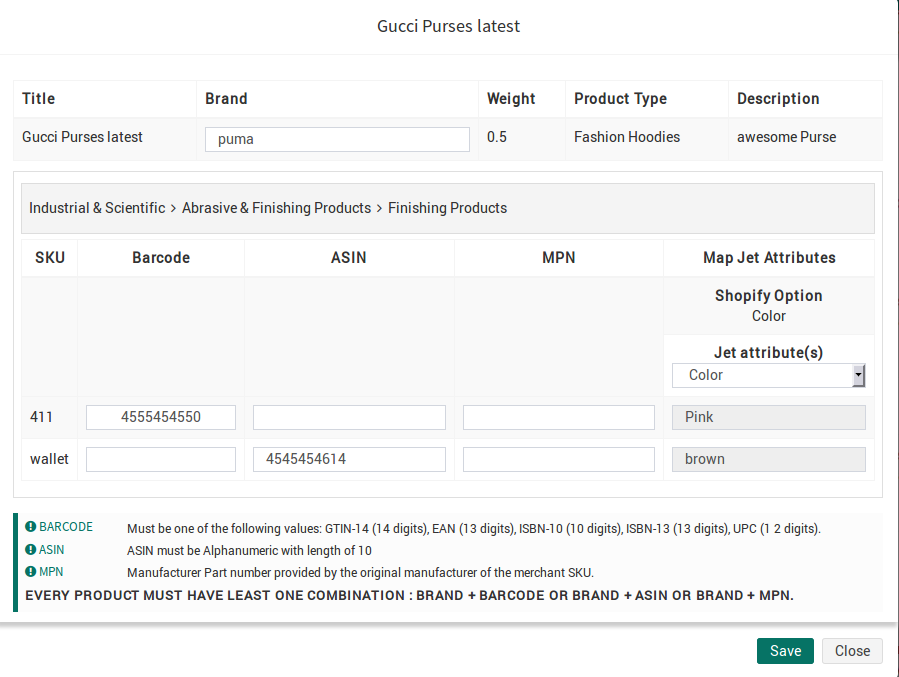 Gucci Purses latest
Title Brand Weight Product Type Description
Gucci Purses latest puma 0.5 Fashion Hoodies awesome Purse
Industrial & Scientific > Abrasive & Finishing Products > Finishing Products
SKU Barcode ASIN MPN Map Jet Attributes
Shopify Option
Color
Jet attribute(s)
Color
411 4555454550 Pink
wallet 4545454614 brown
BARCODE Must be one of the following values: GTIN-14 (14 digits), EAN (13 digits), ISBN-10 (10 digits), ISBN-13 (13 digits), UPC (1 2 digits).
ASIN ASIN must be Alphanumeric with length of 10
MPN Manufacturer Part number provided by the original manufacturer of the merchant SKU.
EVERY PRODUCT MUST HAVE LEAST ONE COMBINATION : BRAND + BARCODE OR BRAND + ASIN OR BRAND + MPN.
Save Close